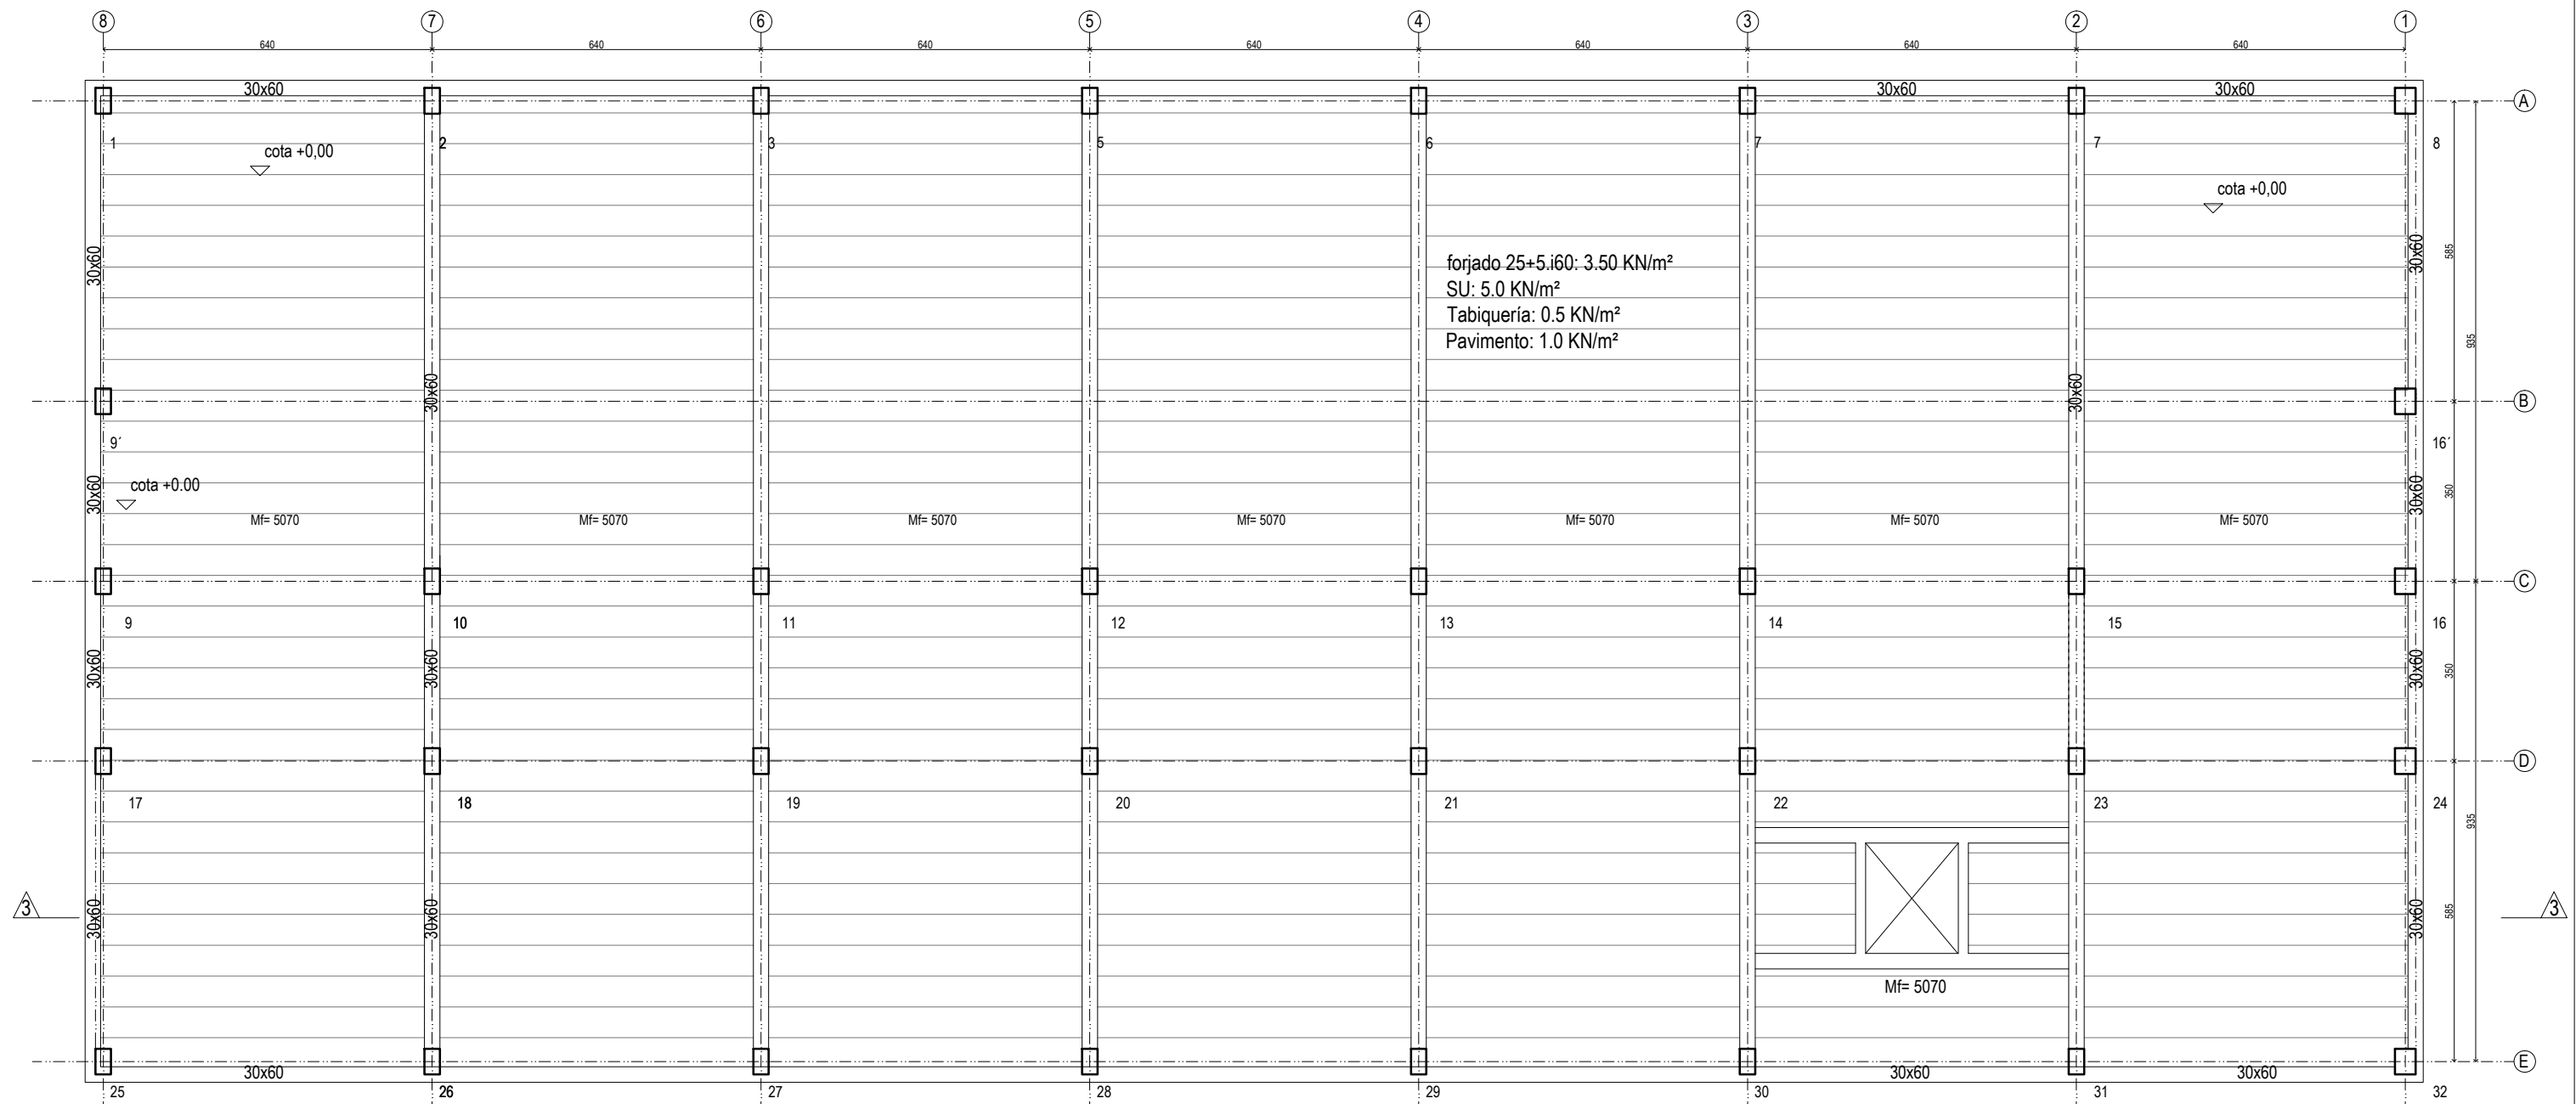 8 7 6 5 4 3 2 1
640 640 640 640 640 640 640
30x60 30x60 30x60
A
1 2 3 5 6 7 7 8
cota +0,00
cota +0,00
30x60 30x60 585
forjado 25+5.i60: 3.50 KN/m²
SU: 5.0 KN/m²
Tabiquería: 0.5 KN/m²
Pavimento: 1.0 KN/m²
935
30x60 30x60
B
9´ 16´
cota +0.00
30x60 30x60 350
Mf= 5070 Mf= 5070 Mf= 5070 Mf= 5070 Mf= 5070 Mf= 5070 Mf= 5070
C
9 10 11 12 13 14 15 16
30x60 30x60 30x60 350
D
17 18 19 20 21 22 23 24
935
3 30x60 30x60 30x60 585 3
Mf= 5070
E
30x60 30x60 30x60
25 26 27 28 29 30 31 32